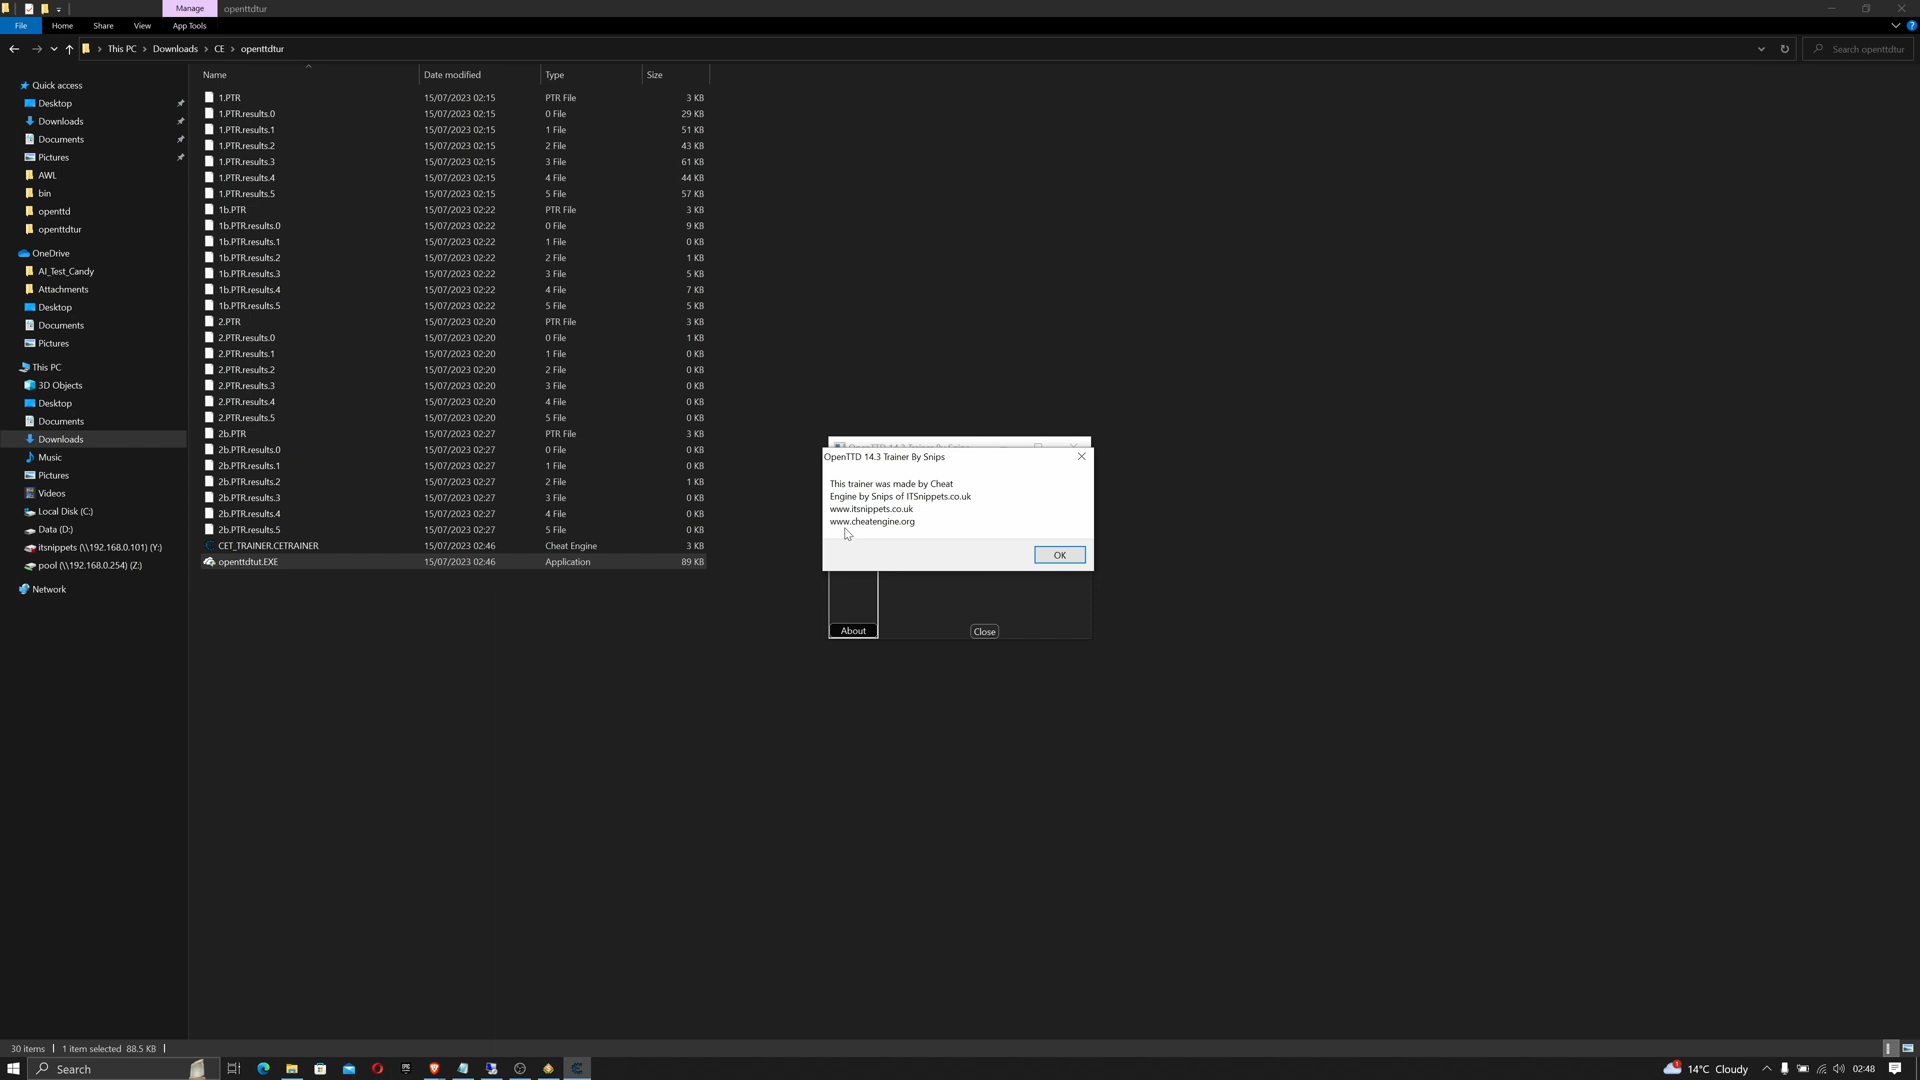 Manage
openttdtur
File
Home
Share
View
App Tools
This PC
Downloads
CE
openttdtur
Search openttdtur
Name
Date modified
Type
Size
Quick access
Desktop
Downloads
Documents
Pictures
AWL
bin
openttd
openttdtur
OneDrive
AI_Test_Candy
Attachments
Desktop
Documents
Pictures
This PC
3D Objects
Desktop
Documents
Downloads
Music
Pictures
Videos
Local Disk (C:)
Data (D:)
itsnippets (\\192.168.0.101) (Y:)
pool (\\192.168.0.254) (Z:)
Network
1.PTR 15/07/2023 02:15 PTR File 3 KB
1.PTR.results.0 15/07/2023 02:15 0 File 29 KB
1.PTR.results.1 15/07/2023 02:15 1 File 51 KB
1.PTR.results.2 15/07/2023 02:15 2 File 43 KB
1.PTR.results.3 15/07/2023 02:15 3 File 61 KB
1.PTR.results.4 15/07/2023 02:15 4 File 44 KB
1.PTR.results.5 15/07/2023 02:15 5 File 57 KB
1b.PTR 15/07/2023 02:22 PTR File 3 KB
1b.PTR.results.0 15/07/2023 02:22 0 File 9 KB
1b.PTR.results.1 15/07/2023 02:22 1 File 0 KB
1b.PTR.results.2 15/07/2023 02:22 2 File 1 KB
1b.PTR.results.3 15/07/2023 02:22 3 File 5 KB
1b.PTR.results.4 15/07/2023 02:22 4 File 7 KB
1b.PTR.results.5 15/07/2023 02:22 5 File 5 KB
2.PTR 15/07/2023 02:20 PTR File 3 KB
2.PTR.results.0 15/07/2023 02:20 0 File 1 KB
2.PTR.results.1 15/07/2023 02:20 1 File 0 KB
2.PTR.results.2 15/07/2023 02:20 2 File 0 KB
2.PTR.results.3 15/07/2023 02:20 3 File 0 KB
2.PTR.results.4 15/07/2023 02:20 4 File 0 KB
2.PTR.results.5 15/07/2023 02:20 5 File 0 KB
2b.PTR 15/07/2023 02:27 PTR File 3 KB
2b.PTR.results.0 15/07/2023 02:27 0 File 0 KB
2b.PTR.results.1 15/07/2023 02:27 1 File 0 KB
2b.PTR.results.2 15/07/2023 02:27 2 File 1 KB
2b.PTR.results.3 15/07/2023 02:27 3 File 0 KB
2b.PTR.results.4 15/07/2023 02:27 4 File 0 KB
2b.PTR.results.5 15/07/2023 02:27 5 File 0 KB
CET_TRAINER.CETRAINER 15/07/2023 02:46 Cheat Engine 3 KB
openttdtut.EXE 15/07/2023 02:46 Application 89 KB
OpenTTD 14.3 Trainer By Snips
This trainer was made by Cheat
Engine by Snips of ITSnippets.co.uk
www.itsnippets.co.uk
www.cheatengine.org
OK
About
Close
30 items
1 item selected 88.5 KB
Search
EPIC
1
14°C Cloudy
02:48